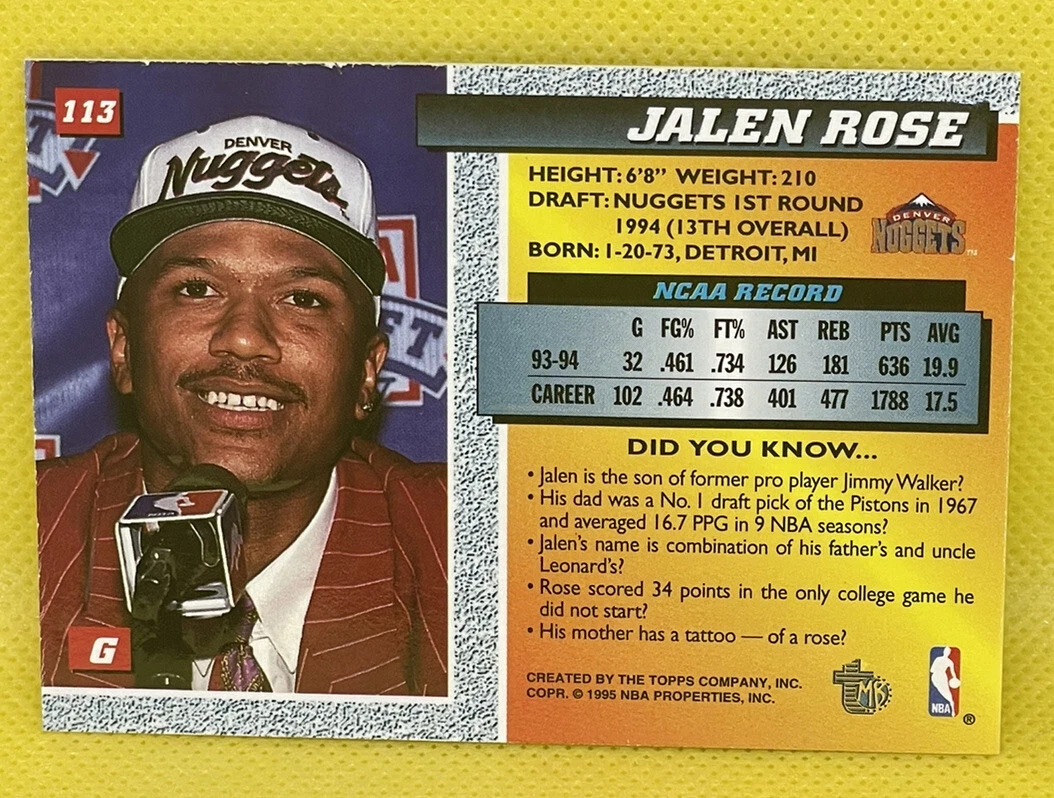 113
JALEN ROSE
DENVER
Nuggets
HEIGHT: 6'8" WEIGHT: 210
DRAFT: NUGGETS 1ST ROUND
1994 (13TH OVERALL)
BORN: 1-20-73, DETROIT, MI
DENVER
NUGGETS
TM
NCAA RECORD
G FG% FT% AST REB PTS AVG
93-94 32 .461 .734 126 181 636 19.9
CAREER 102 .464 .738 401 477 1788 17.5
DID YOU KNOW...
• Jalen is the son of former pro player Jimmy Walker?
• His dad was a No. 1 draft pick of the Pistons in 1967
and averaged 16.7 PPG in 9 NBA seasons?
• Jalen's name is combination of his father's and uncle
Leonard's?
• Rose scored 34 points in the only college game he
did not start?
• His mother has a tattoo — of a rose?
NBA
G
CREATED BY THE TOPPS COMPANY, INC.
COPR. © 1995 NBA PROPERTIES, INC.
NBA
®